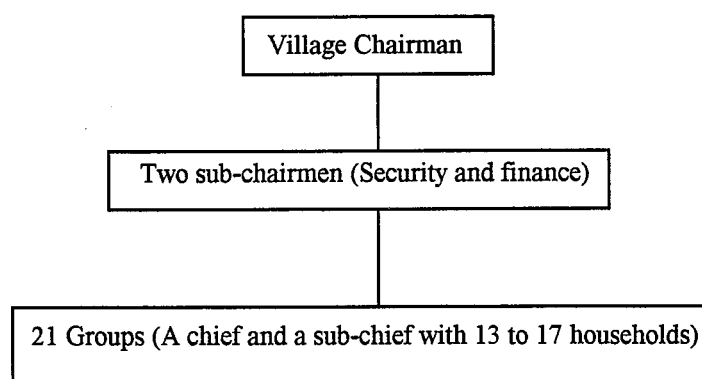 Village Chairman
Two sub-chairmen (Security and finance)
21 Groups (A chief and a sub-chief with 13 to 17 households)